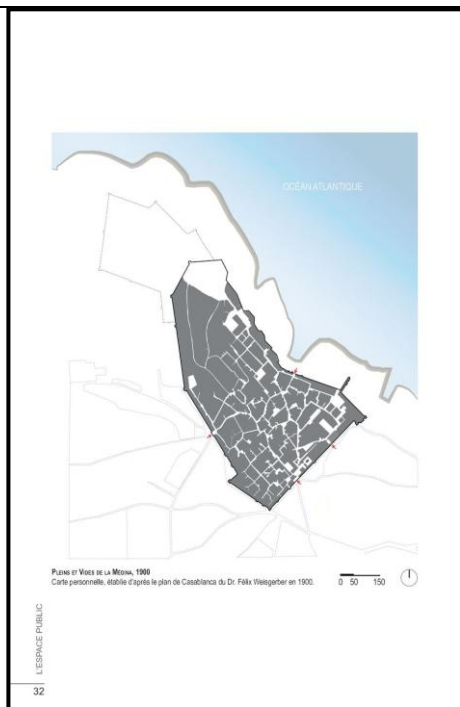 OCÉAN ATLANTIQUE
PLEINS ET VIDES DE LA MÉDINA, 1900
Carte personnelle, établie d'après le plan de Casablanca du Dr. Félix Weisgerber en 1900.
0 50 150
L'ESPACE PUBLIC
32